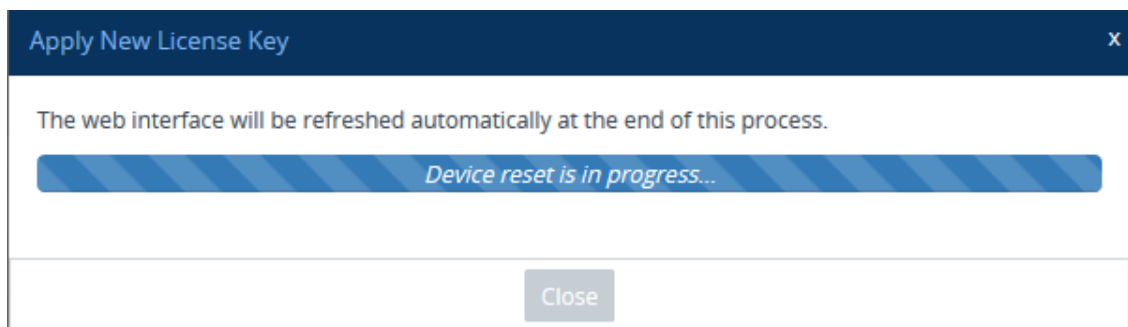 Apply New License Key
x
The web interface will be refreshed automatically at the end of this process.
Device reset is in progress...
Close